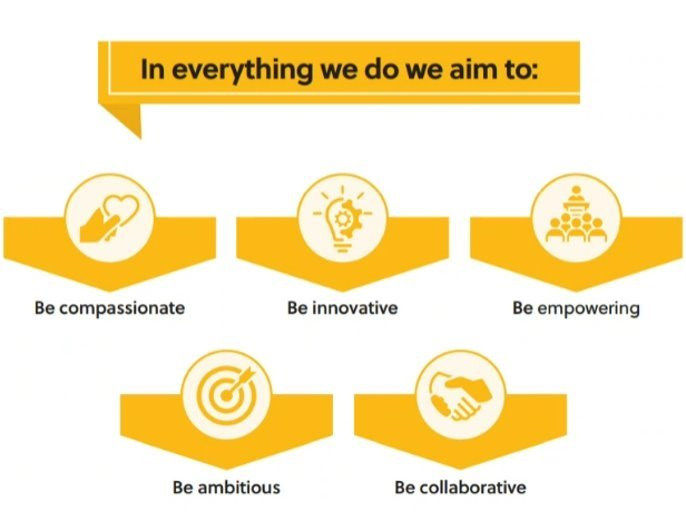 In everything we do we aim to:
Be compassionate
Be innovative
Be empowering
Be ambitious
Be collaborative